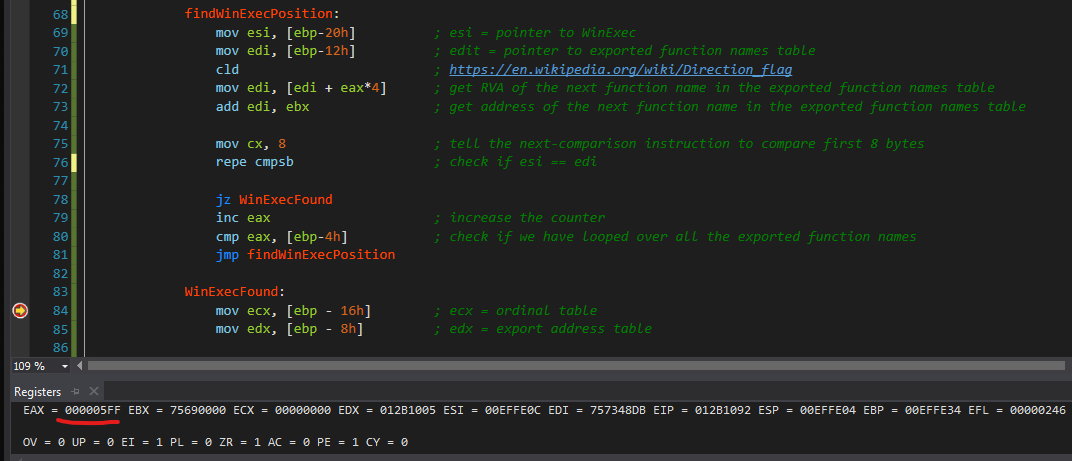 68 findWinExecPosition:
69 mov esi, [ebp-20h] ; esi = pointer to WinExec
70 mov edi, [ebp-12h] ; edit = pointer to exported function names table
71 cld ; https://en.wikipedia.org/wiki/Direction_flag
72 mov edi, [edi + eax*4] ; get RVA of the next function name in the exported function names table
73 add edi, ebx ; get address of the next function name in the exported function names table
74
75 mov cx, 8 ; tell the next-comparison instruction to compare first 8 bytes
76 repe cmpsb ; check if esi == edi
77
78 jz WinExecFound
79 inc eax ; increase the counter
80 cmp eax, [ebp-4h] ; check if we have looped over all the exported function names
81 jmp findWinExecPosition
82
83 WinExecFound:
84 mov ecx, [ebp - 16h] ; ecx = ordinal table
85 mov edx, [ebp - 8h] ; edx = export address table
86
109 %
Registers
EAX = 000005FF EBX = 75690000 ECX = 00000000 EDX = 012B1005 ESI = 00EFFE0C EDI = 757348DB EIP = 012B1092 ESP = 00EFFE04 EBP = 00EFFE34 EFL = 00000246
OV = 0 UP = 0 EI = 1 PL = 0 ZR = 1 AC = 0 PE = 1 CY = 0